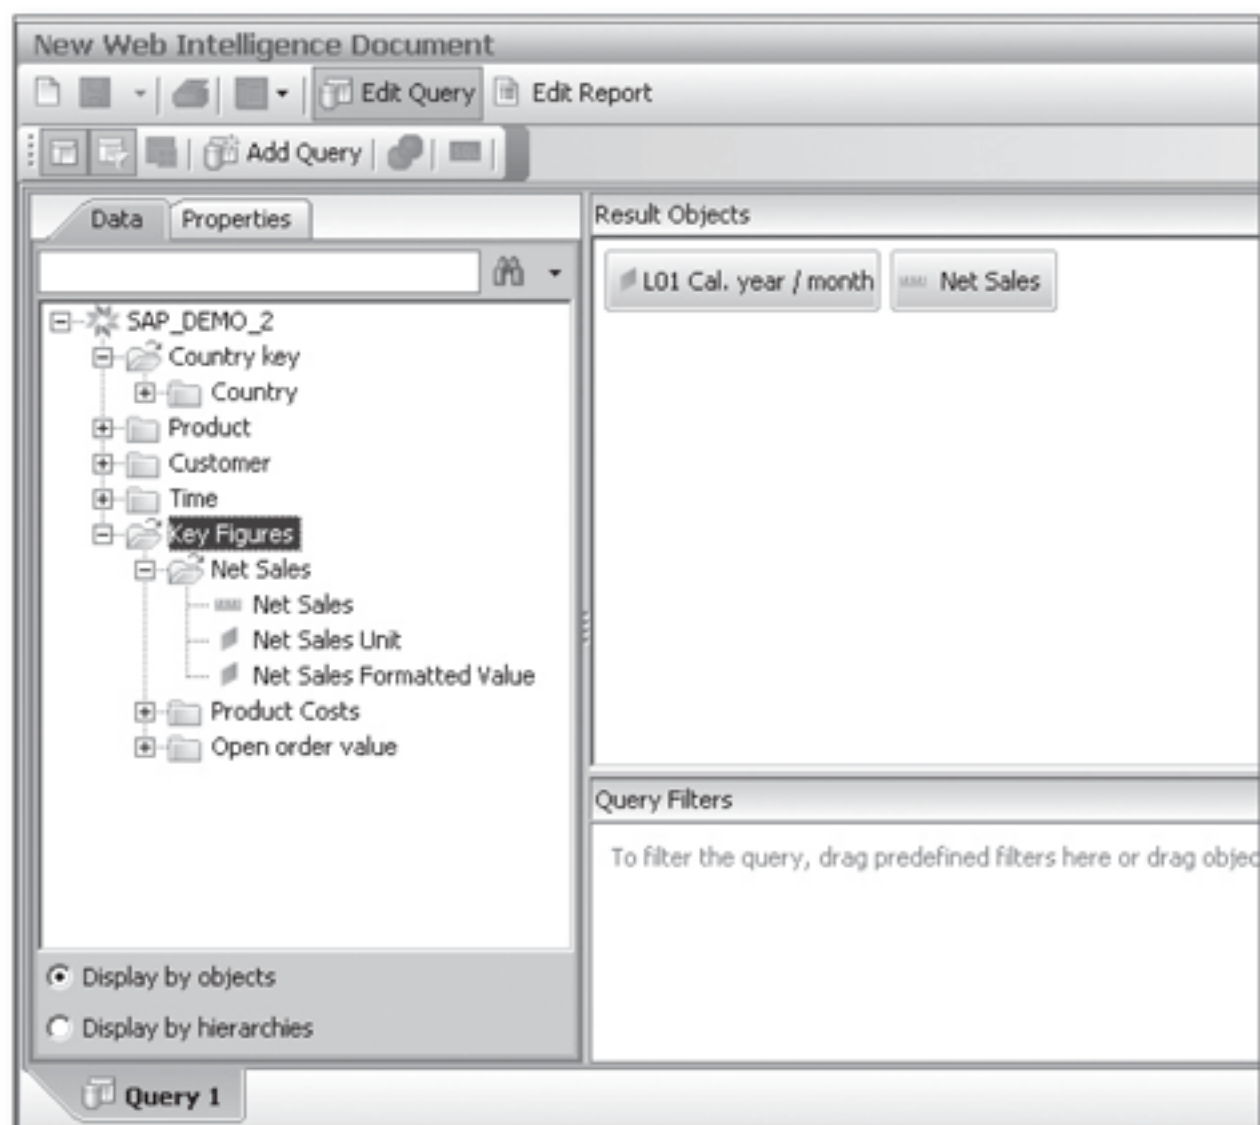 New Web Intelligence Document
Edit Query Edit Report
Add Query
Data Properties
SAP_DEMO_2
Country key
Country
Product
Customer
Time
Key Figures
Net Sales
Net Sales
Net Sales Unit
Net Sales Formatted Value
Product Costs
Open order value
Display by objects
Display by hierarchies
Result Objects
L01 Cal. year / month Net Sales
Query Filters
To filter the query, drag predefined filters here or drag objec
Query 1